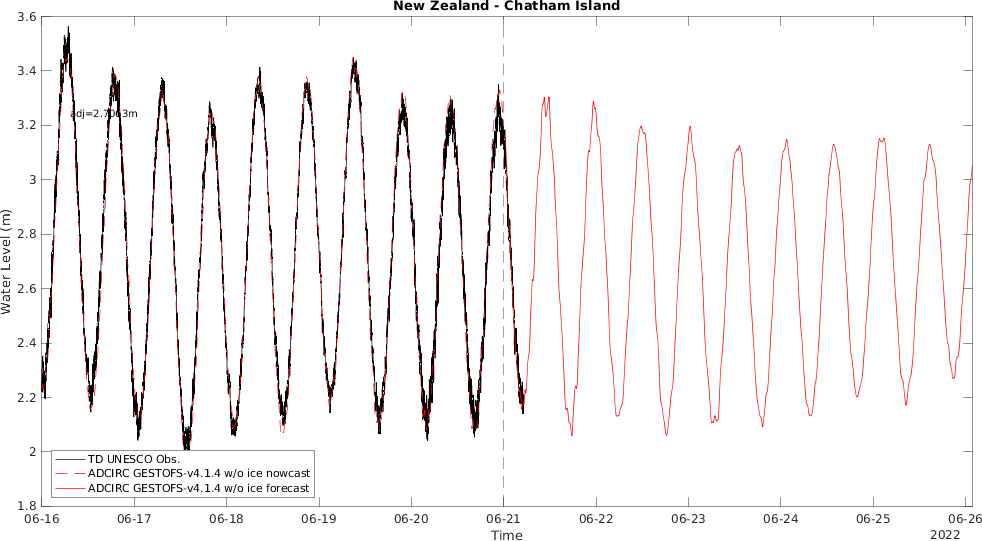 New Zealand - Chatham Island
3.6
3.4
3.2
3
2.8
2.6
2.4
2.2
2
1.8
Water Level (m)
adj=2.7063m
TD UNESCO Obs.
ADCIRC GESTOFS-v4.1.4 w/o ice nowcast
ADCIRC GESTOFS-v4.1.4 w/o ice forecast
06-16 06-17 06-18 06-19 06-20 06-21 06-22 06-23 06-24 06-25 06-26
Time
2022